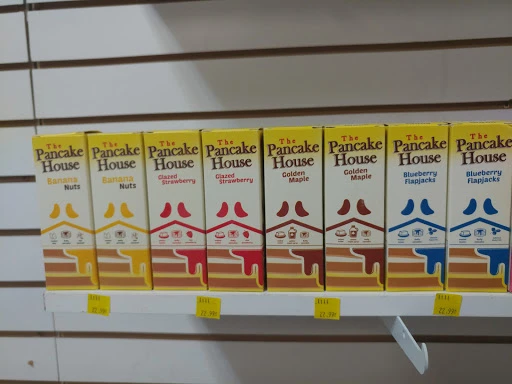 The
Pancake
House
Banana
Nuts
The
Pancake
House
Banana
Nuts
The
Pancake
House
Glazed
Strawberry
The
Pancake
House
Glazed
Strawberry
The
Pancake
House
Golden
Maple
The
Pancake
House
Golden
Maple
The
Pancake
House
Blueberry
Flapjacks
The
Pancake
House
Blueberry
Flapjacks